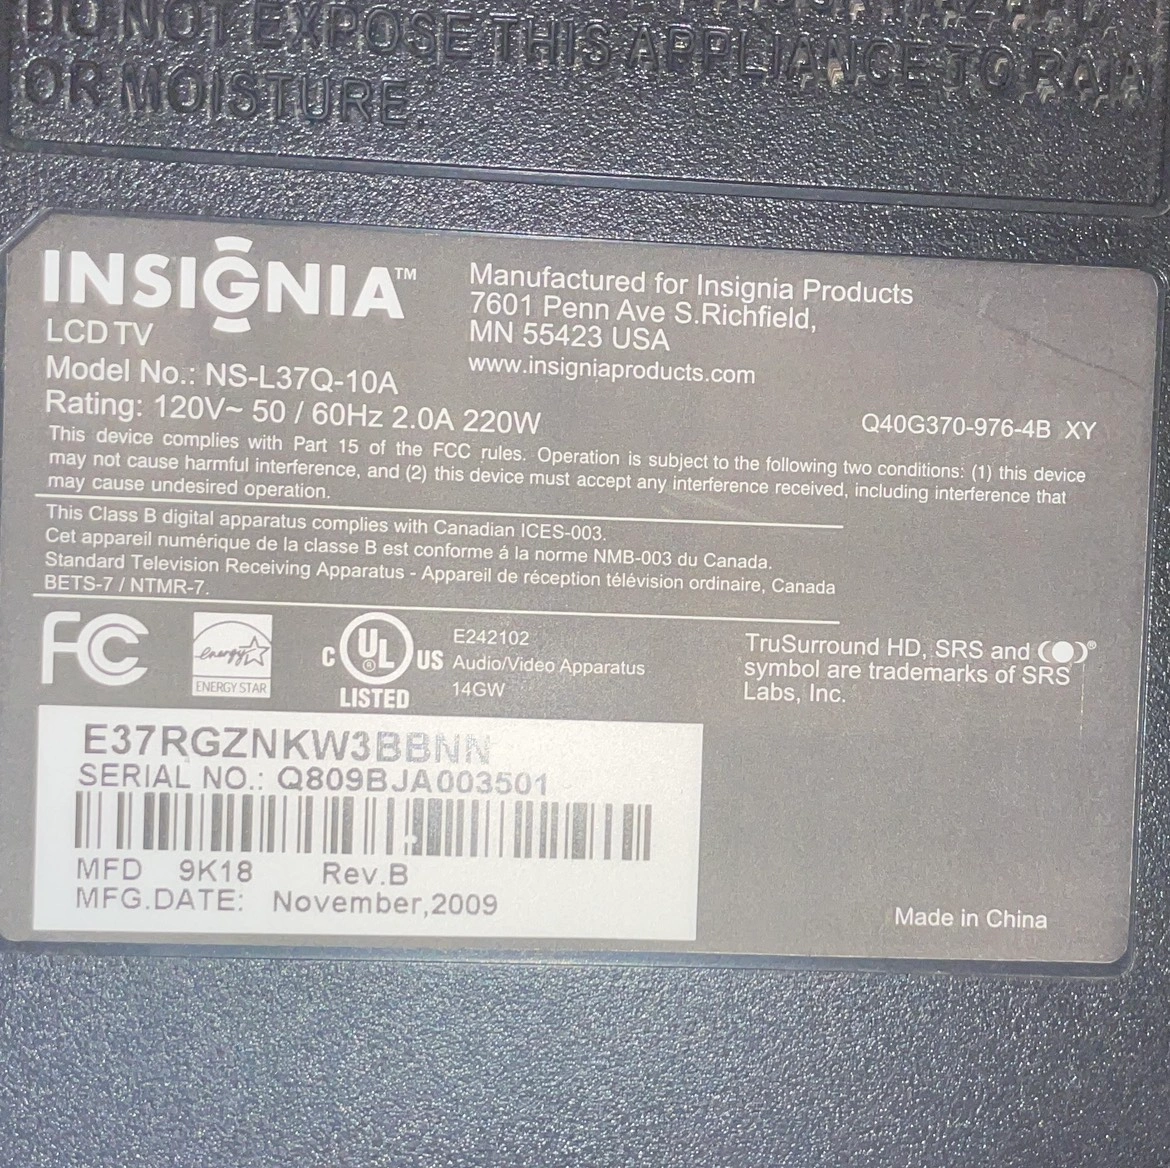 DO NOT EXPOSE THIS APPLIANCE TO RAIN
OR MOISTURE.
INSIGNIA™
LCD TV
Model No.: NS-L37Q-10A
Rating: 120V~ 50 / 60Hz 2.0A 220W
Manufactured for Insignia Products
7601 Penn Ave S.Richfield,
MN 55423 USA
www.insigniaproducts.com
Q40G370-976-4B XY
This device complies with Part 15 of the FCC rules. Operation is subject to the following two conditions: (1) this device
may not cause harmful interference, and (2) this device must accept any interference received, including interference that
may cause undesired operation.
This Class B digital apparatus complies with Canadian ICES-003.
Cet appareil numérique de la classe B est conforme á la norme NMB-003 du Canada.
Standard Television Receiving Apparatus - Appareil de réception télévision ordinaire, Canada
BETS-7 / NTMR-7.
FC
energy
ENERGY STAR
C UL ® US
LISTED
E242102
Audio/Video Apparatus
14GW
TruSurround HD, SRS and ®
symbol are trademarks of SRS
Labs, Inc.
E37RGZNKW3BBNN
SERIAL NO.: Q809BJA003501
MFD 9K18 Rev.B
MFG.DATE: November,2009
Made in China